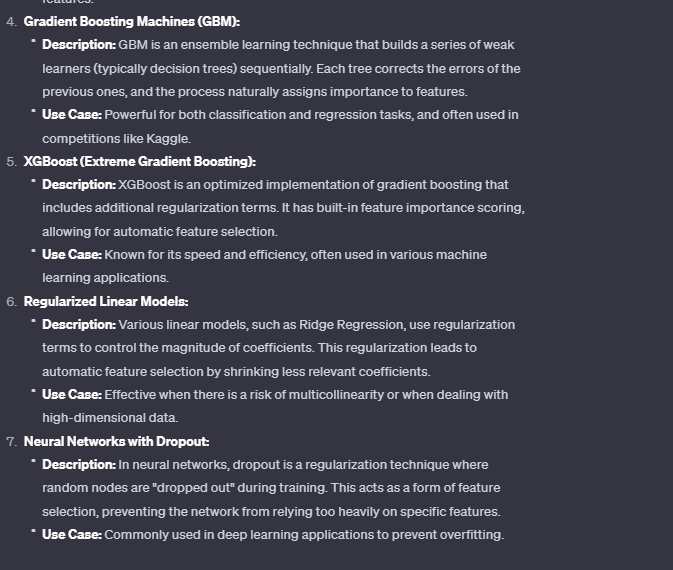 features.
4. Gradient Boosting Machines (GBM):
Description: GBM is an ensemble learning technique that builds a series of weak
learners (typically decision trees) sequentially. Each tree corrects the errors of the
previous ones, and the process naturally assigns importance to features.
Use Case: Powerful for both classification and regression tasks, and often used in
competitions like Kaggle.
5. XGBoost (Extreme Gradient Boosting):
Description: XGBoost is an optimized implementation of gradient boosting that
includes additional regularization terms. It has built-in feature importance scoring,
allowing for automatic feature selection.
Use Case: Known for its speed and efficiency, often used in various machine
learning applications.
6. Regularized Linear Models:
Description: Various linear models, such as Ridge Regression, use regularization
terms to control the magnitude of coefficients. This regularization leads to
automatic feature selection by shrinking less relevant coefficients.
Use Case: Effective when there is a risk of multicollinearity or when dealing with
high-dimensional data.
7. Neural Networks with Dropout:
Description: In neural networks, dropout is a regularization technique where
random nodes are "dropped out" during training. This acts as a form of feature
selection, preventing the network from relying too heavily on specific features.
Use Case: Commonly used in deep learning applications to prevent overfitting.